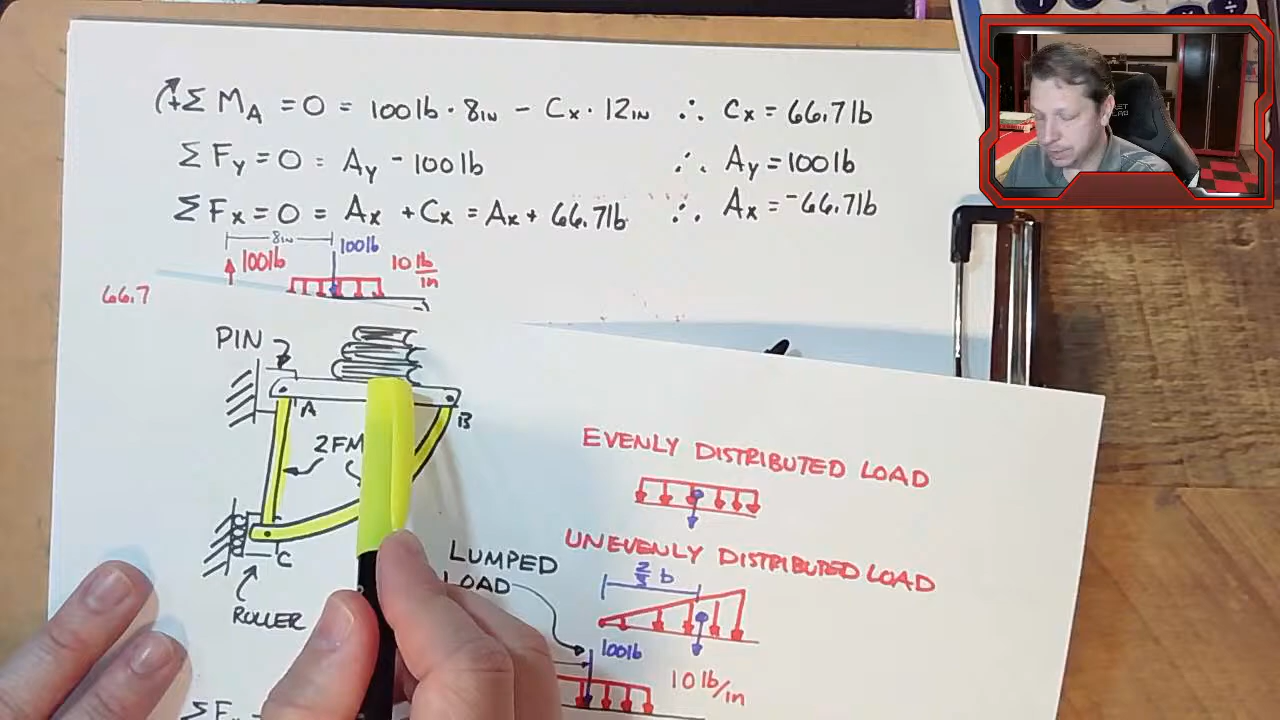 +ΣM_A = 0 = 100lb · 8IN - Cx · 12IN ∴ Cx = 66.7lb
ΣFy = 0 = Ay - 100lb ∴ Ay = 100lb
ΣFx = 0 = Ax + Cx = Ax + 66.7lb ∴ Ax = -66.7lb
8IN
100lb
100lb
10 lb/in
66.7
PIN
A
B
2FM
C
ROLLER
EVENLY DISTRIBUTED LOAD
UNEVENLY DISTRIBUTED LOAD
2/3 b
LUMPED
LOAD
100lb
10 lb/in